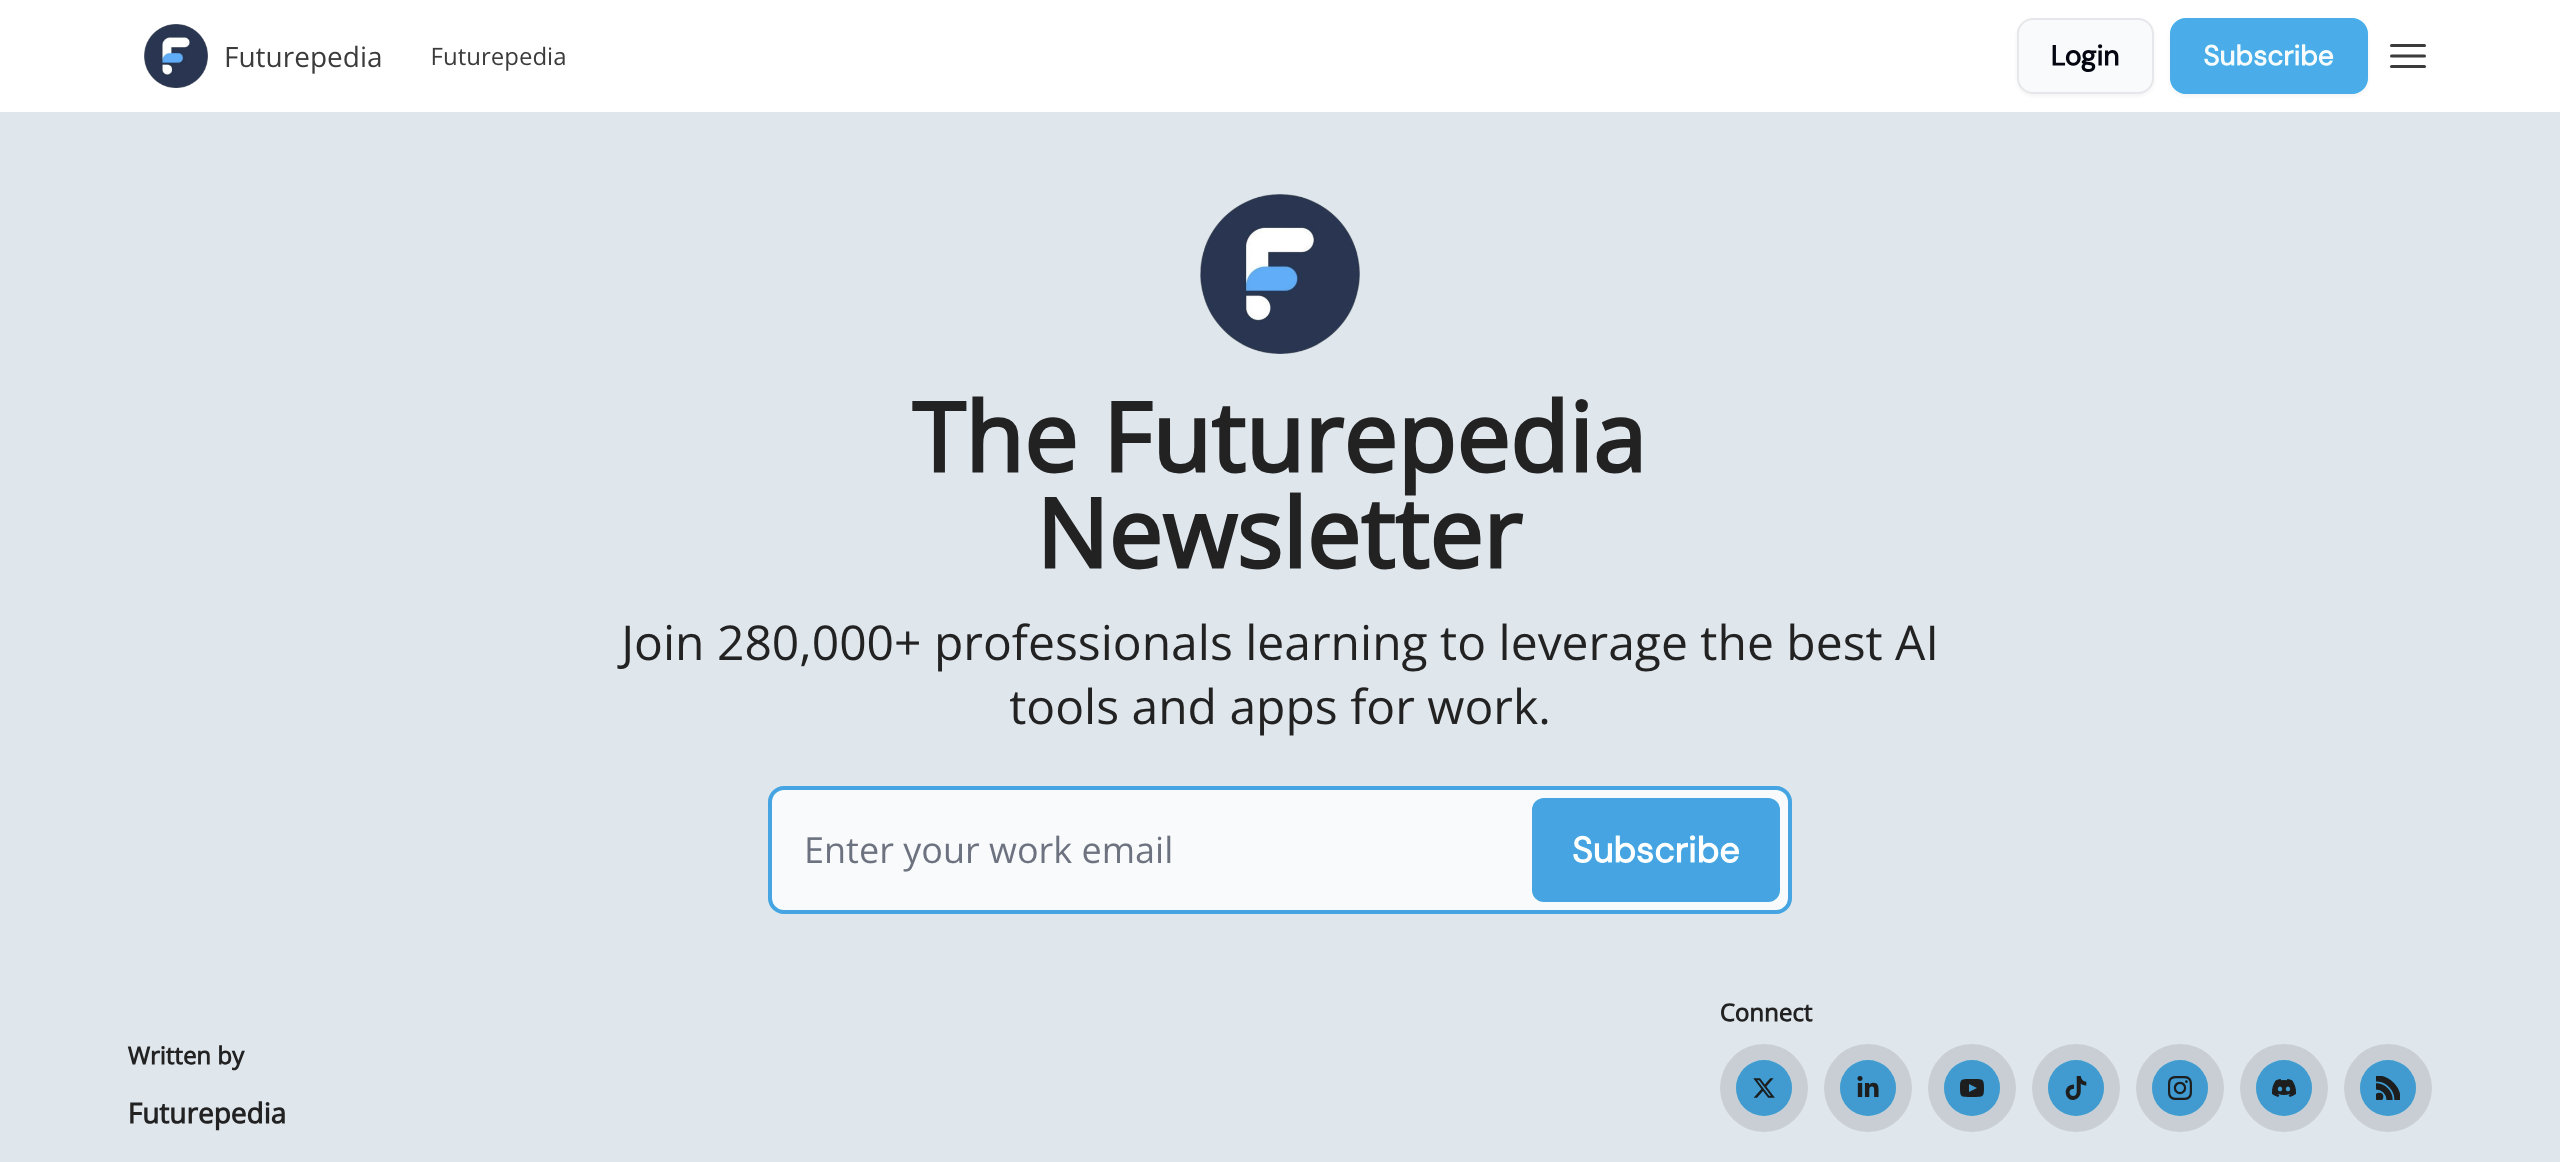 Futurepedia
Futurepedia
Login
Subscribe
The Futurepedia
Newsletter
Join 280,000+ professionals learning to leverage the best AI
tools and apps for work.
Enter your work email
Subscribe
Connect
Written by
Futurepedia